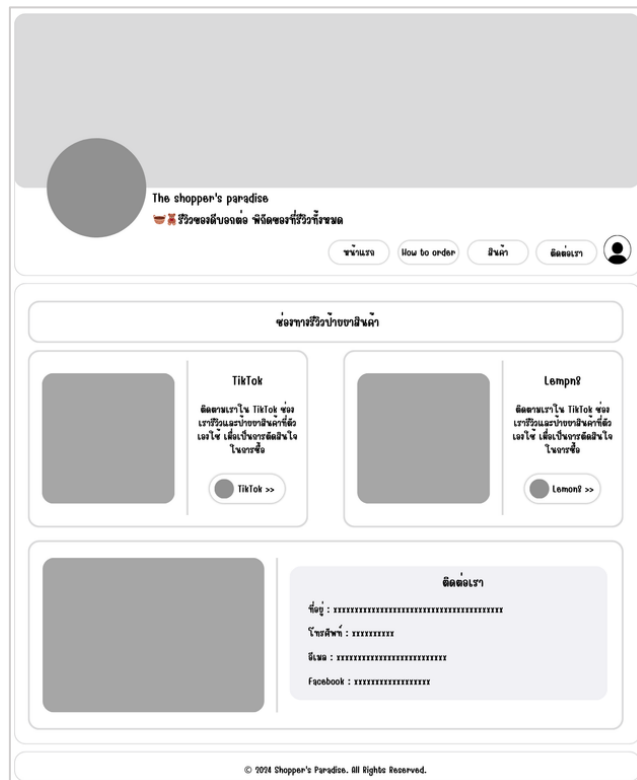 The shopper's paradise
รีวิวของดีบอกต่อ พิกัดของที่รีวิวทั้งหมด
หน้าแรก
How to order
สินค้า
ติดต่อเรา
ช่องทางรีวิวป้ายยาสินค้า
TikTok
ติดตามเราใน TikTok ช่อง
เรารีวิวและป้ายยาสินค้าที่ตัว
เองใช้ เพื่อเป็นการตัดสินใจ
ในการซื้อ
TikTok >>
Lempn8
ติดตามเราใน TikTok ช่อง
เรารีวิวและป้ายยาสินค้าที่ตัว
เองใช้ เพื่อเป็นการตัดสินใจ
ในการซื้อ
Lemon8 >>
ติดต่อเรา
ที่อยู่ : xxxxxxxxxxxxxxxxxxxxxxxxxxxxxxxxxxxxxxxx
โทรศัพท์ : xxxxxxxxxx
อีเมล : xxxxxxxxxxxxxxxxxxxxxxxxxx
Facebook : xxxxxxxxxxxxxxxxxx
© 2024 Shopper's Paradise. All Rights Reserved.